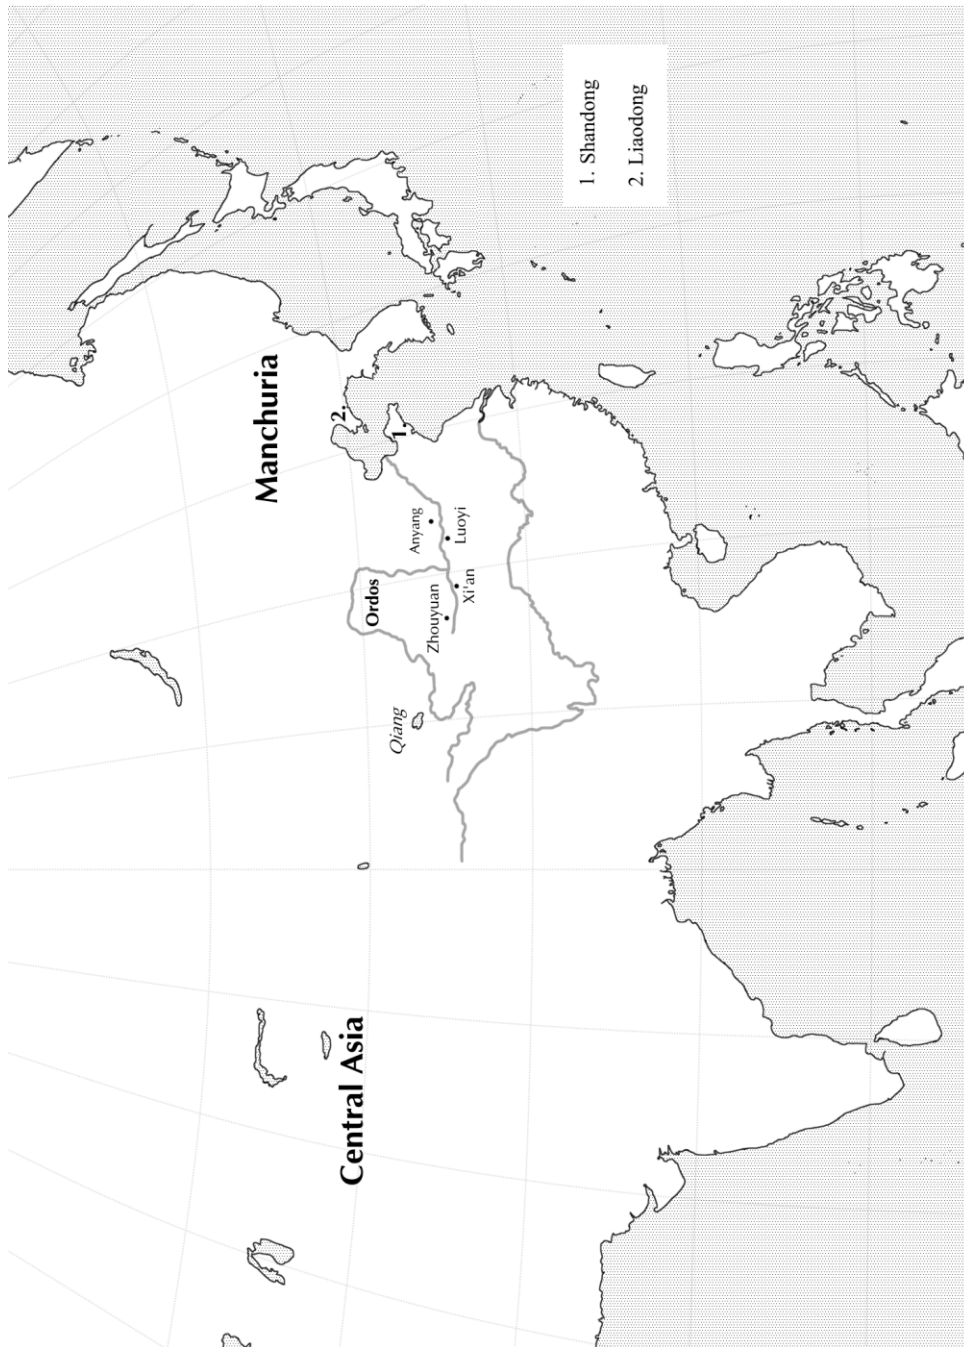 Manchuria
2.
1.
Anyang
Luoyi
Ordos
Zhouyuan
Xi'an
Qiang
Central Asia
1. Shandong
2. Liaodong